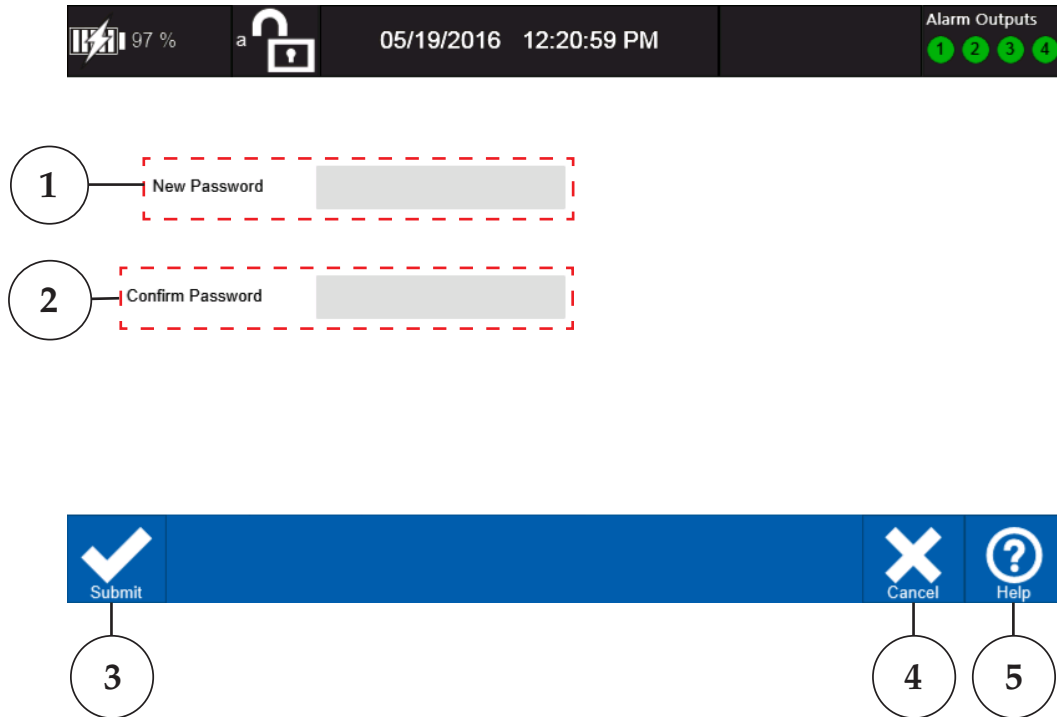 97 %
a
05/19/2016 12:20:59 PM
Alarm Outputs
1 2 3 4
1
New Password
2
Confirm Password
Submit
Cancel
Help
3
4
5